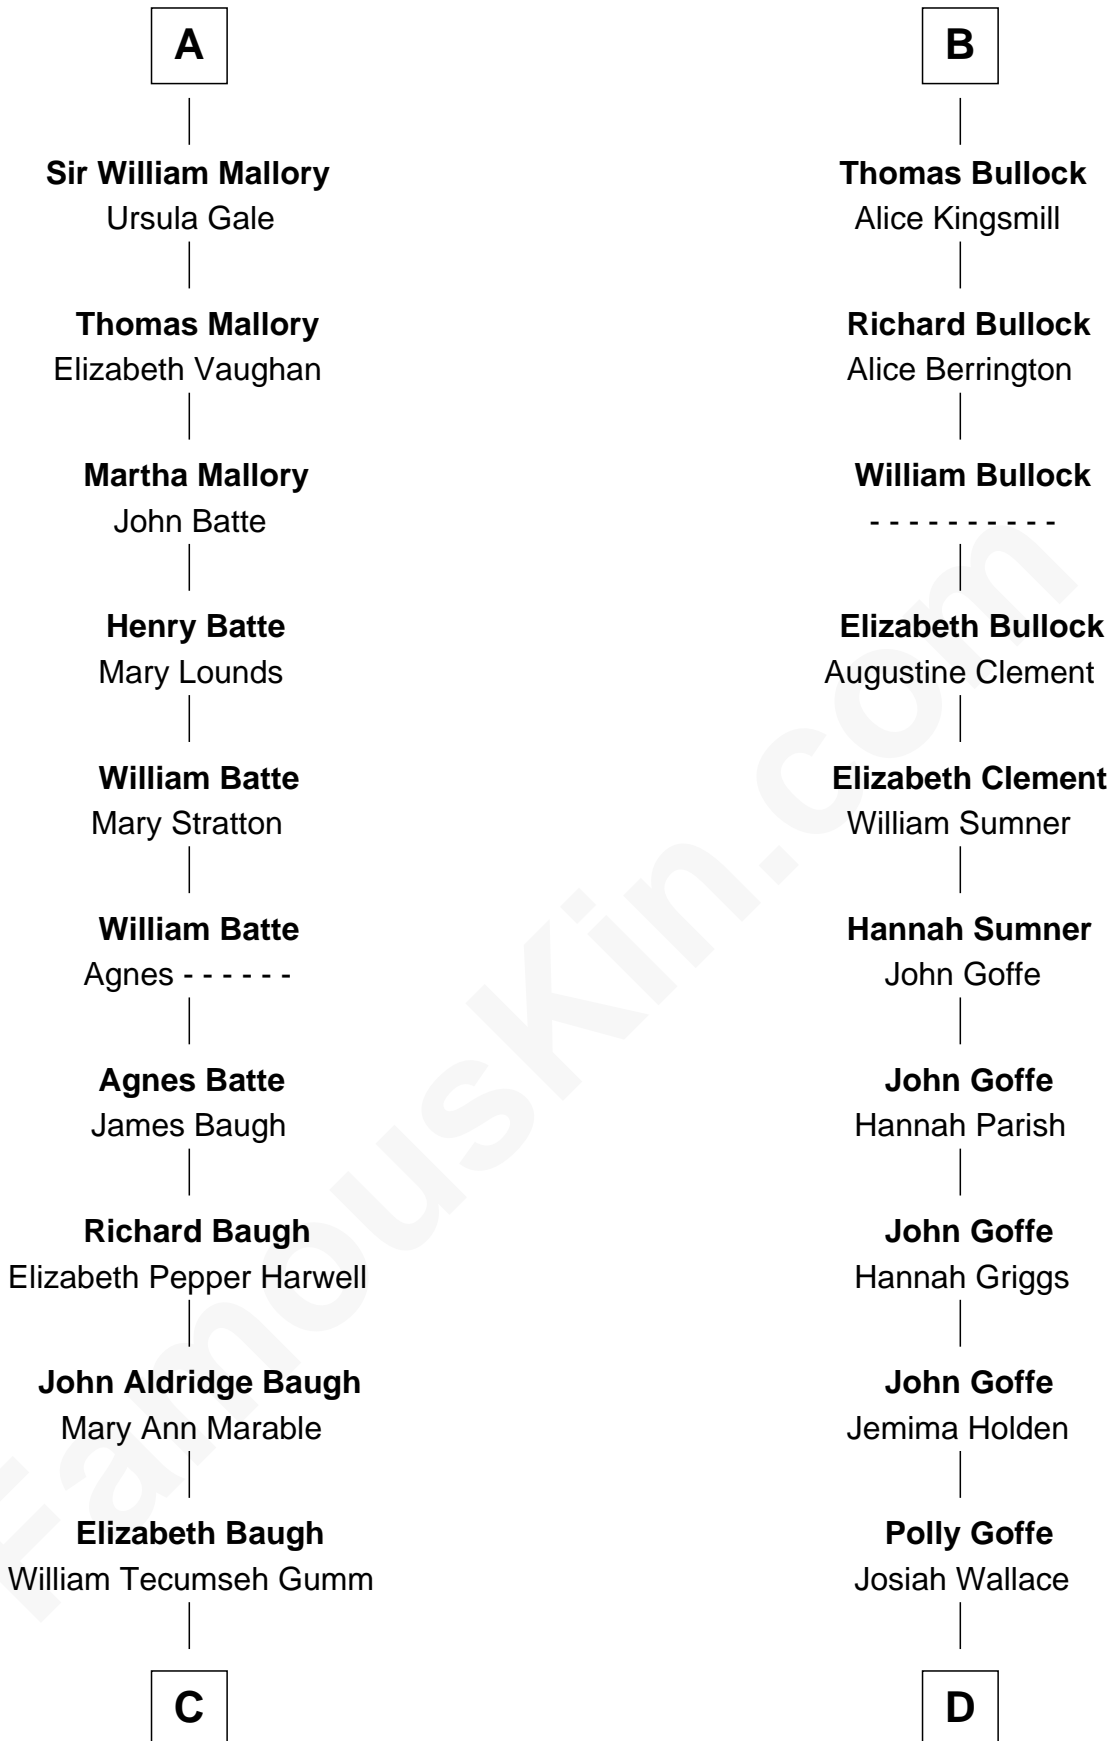 A
Sir William Mallory
Ursula Gale
Thomas Mallory
Elizabeth Vaughan
Martha Mallory
John Batte
Henry Batte
Mary Lounds
William Batte
Mary Stratton
William Batte
Agnes - - - - - -
Agnes Batte
James Baugh
Richard Baugh
Elizabeth Pepper Harwell
John Aldridge Baugh
Mary Ann Marable
Elizabeth Baugh
William Tecumseh Gumm
C
B
Thomas Bullock
Alice Kingsmill
Richard Bullock
Alice Berrington
William Bullock
- - - - - - - - - -
Elizabeth Bullock
Augustine Clement
Elizabeth Clement
William Sumner
Hannah Sumner
John Goffe
John Goffe
Hannah Parish
John Goffe
Hannah Griggs
John Goffe
Jemima Holden
Polly Goffe
Josiah Wallace
D
FamousKin.com